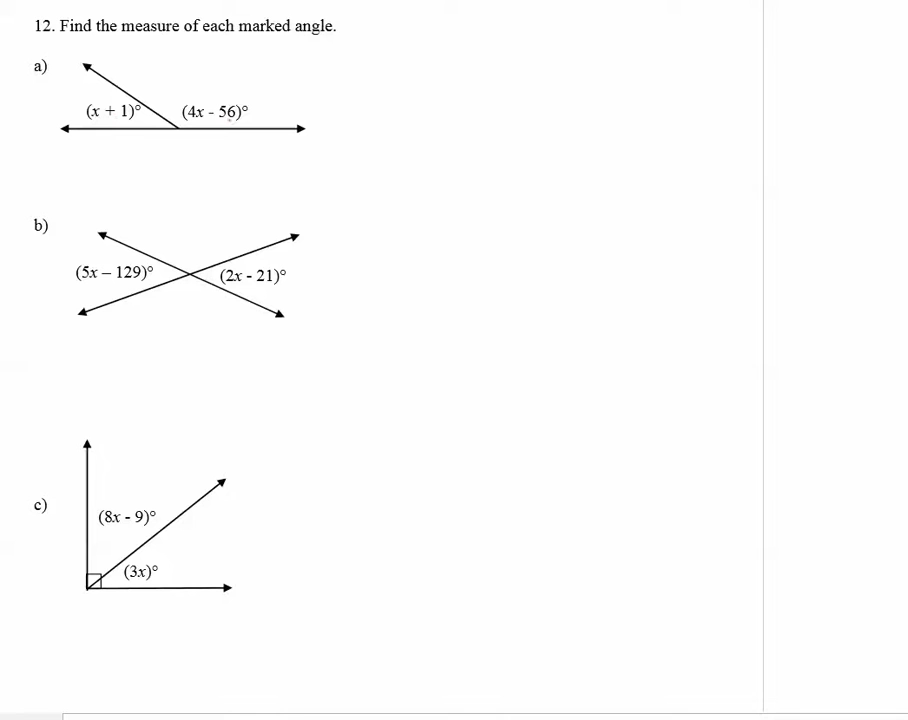 12. Find the measure of each marked angle.
a)
(x + 1)° (4x - 56)°
b)
(5x – 129)° (2x - 21)°
c)
(8x - 9)°
(3x)°